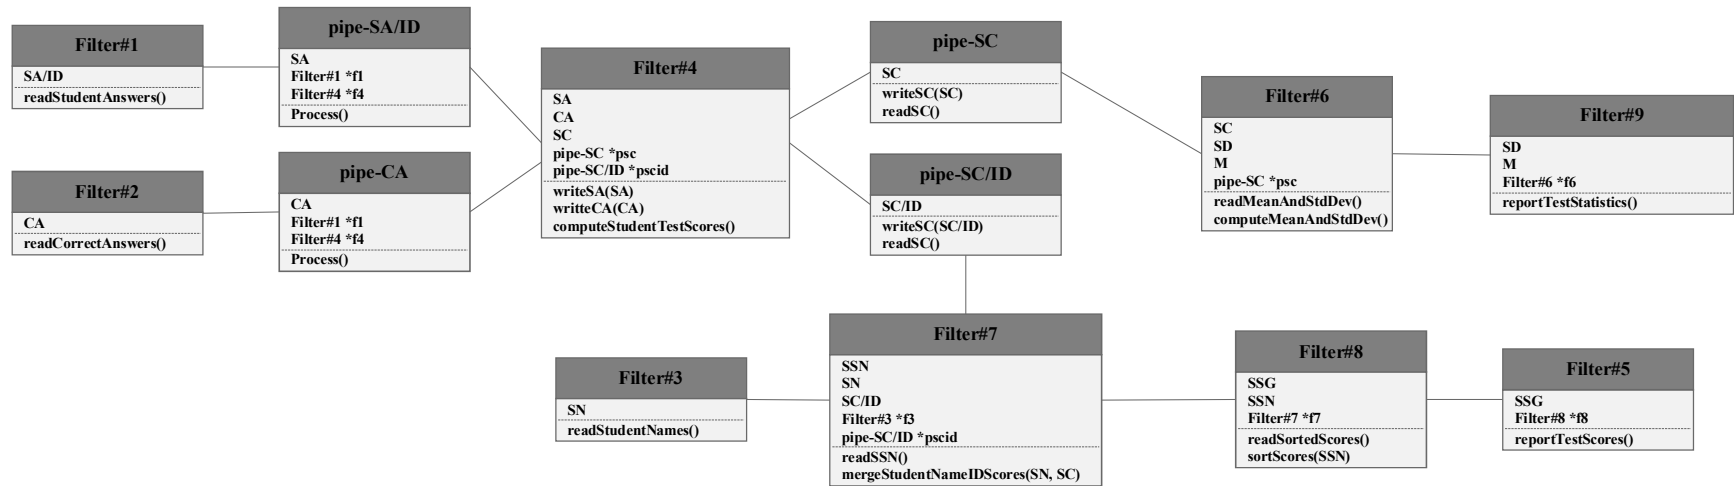 Filter#1
SA/ID
readStudentAnswers()
pipe-SA/ID
SA
Filter#1 *f1
Filter#4 *f4
Process()
Filter#2
CA
readCorrectAnswers()
pipe-CA
CA
Filter#1 *f1
Filter#4 *f4
Process()
Filter#4
SA
CA
SC
pipe-SC *psc
pipe-SC/ID *pscid
writeSA(SA)
writteCA(CA)
computeStudentTestScores()
pipe-SC
SC
writeSC(SC)
readSC()
pipe-SC/ID
SC/ID
writeSC(SC/ID)
readSC()
Filter#6
SC
SD
M
pipe-SC *psc
readMeanAndStdDev()
computeMeanAndStdDev()
Filter#9
SD
M
Filter#6 *f6
reportTestStatistics()
Filter#3
SN
readStudentNames()
Filter#7
SSN
SN
SC/ID
Filter#3 *f3
pipe-SC/ID *pscid
readSSN()
mergeStudentNameIDScores(SN, SC)
Filter#8
SSG
SSN
Filter#7 *f7
readSortedScores()
sortScores(SSN)
Filter#5
SSG
Filter#8 *f8
reportTestScores()